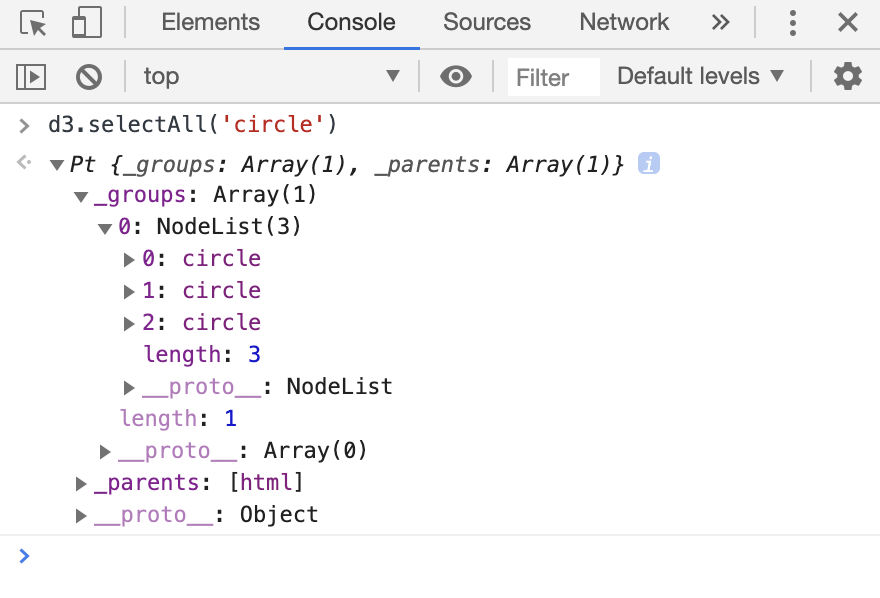 Elements Console Sources Network »
top Filter Default levels
> d3.selectAll('circle')
Pt {_groups: Array(1), _parents: Array(1)} i
_groups: Array(1)
0: NodeList(3)
0: circle
1: circle
2: circle
length: 3
__proto__: NodeList
length: 1
__proto__: Array(0)
_parents: [html]
__proto__: Object
>